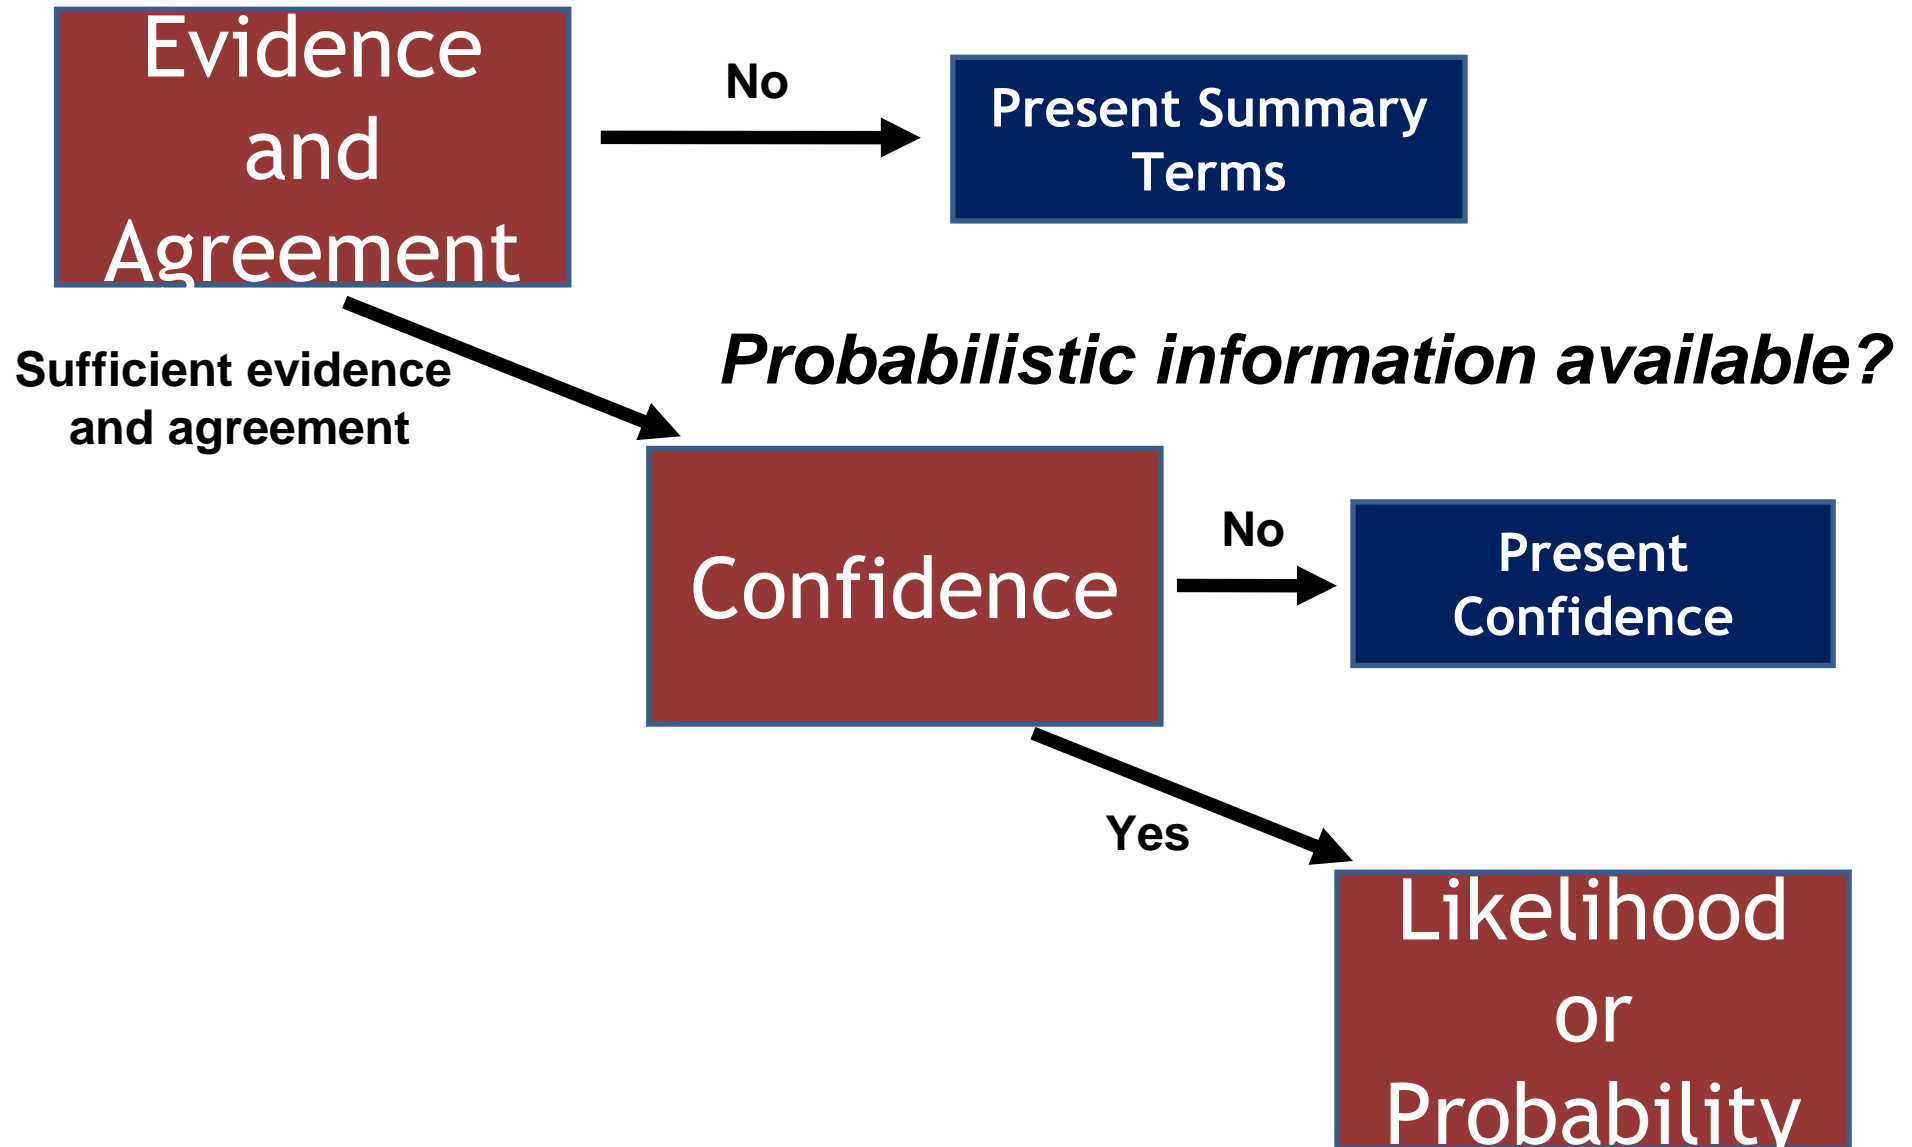 Evidence
and
Agreement
No
Present Summary
Terms
Sufficient evidence
and agreement
Probabilistic information available?
Confidence
No
Present
Confidence
Yes
Likelihood
or
Probability